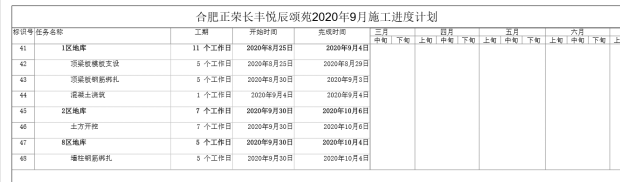 合肥正荣长丰悦辰颂苑2020年9月施工进度计划
标识号 任务名称 工期 开始时间 完成时间 三月 四月 五月 六月
中旬 下旬 上旬 中旬 下旬 上旬 中旬 下旬 上旬 中旬 下旬 上
41 1区地库 11 个工作日 2020年8月25日 2020年9月4日
42 顶梁板模板支设 5 个工作日 2020年8月25日 2020年8月29日
43 顶梁板钢筋绑扎 5 个工作日 2020年8月30日 2020年9月3日
44 混凝土浇筑 1 个工作日 2020年9月4日 2020年9月4日
45 2区地库 7 个工作日 2020年9月30日 2020年10月6日
46 土方开挖 7 个工作日 2020年9月30日 2020年10月6日
47 8区地库 5 个工作日 2020年9月30日 2020年10月4日
48 墙柱钢筋绑扎 5 个工作日 2020年9月30日 2020年10月4日